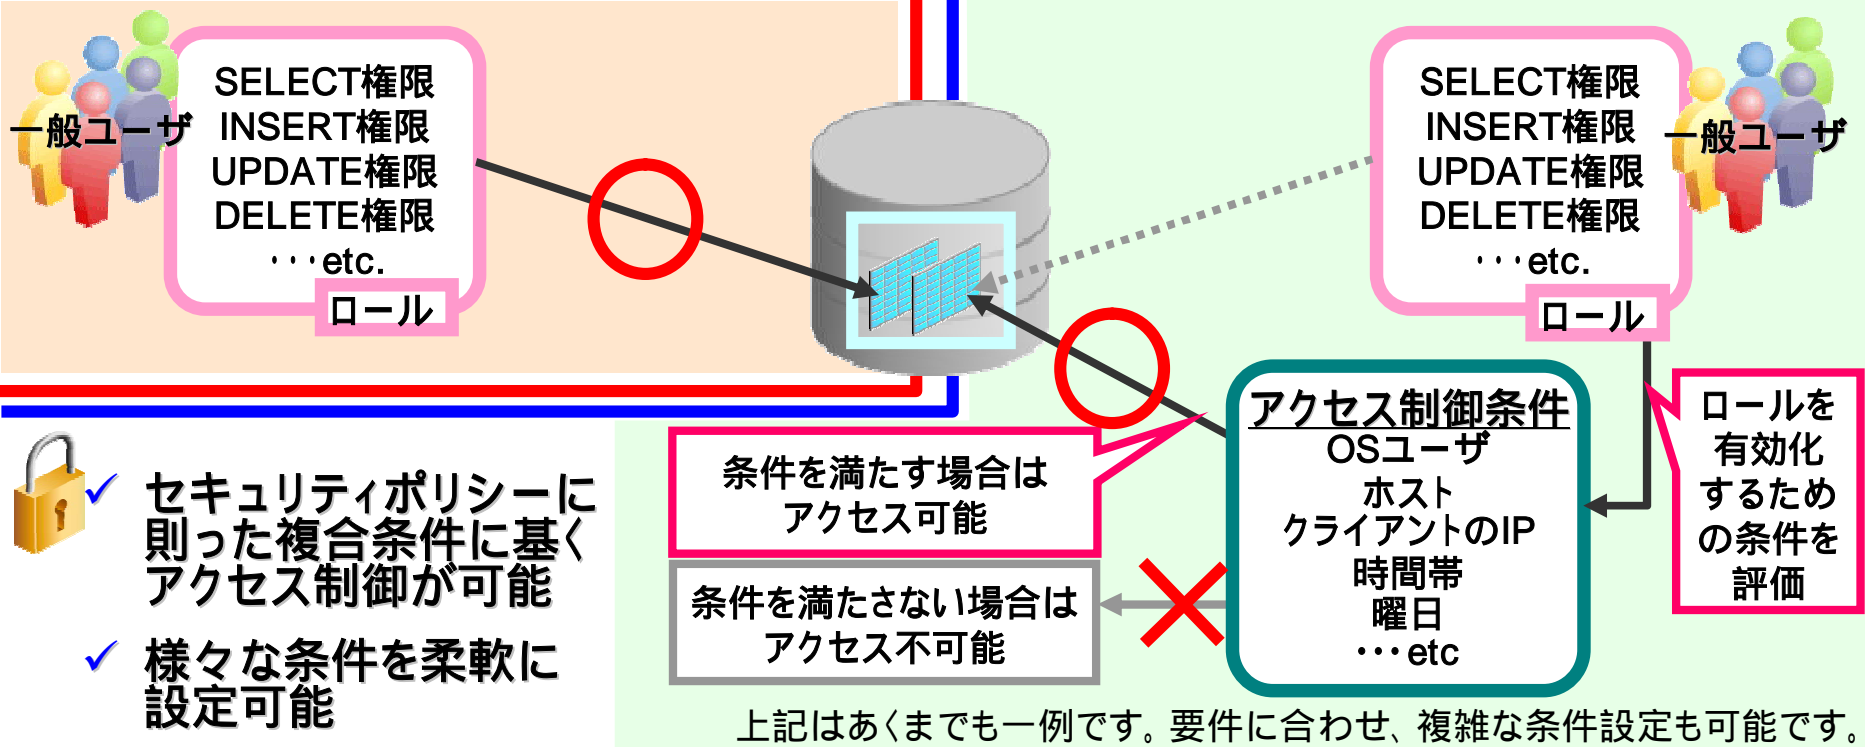 一般ユーザ
SELECT権限
INSERT権限
UPDATE権限
DELETE権限
・・・etc.
ロール
一般ユーザ
SELECT権限
INSERT権限
UPDATE権限
DELETE権限
・・・etc.
ロール
アクセス制御条件
OSユーザ
ホスト
クライアントのIP
時間帯
曜日
・・・etc
ロールを
有効化
するため
の条件を
評価
条件を満たす場合は
アクセス可能
条件を満たさない場合は
アクセス不可能
✓ セキュリティポリシーに
則った複合条件に基く
アクセス制御が可能
✓ 様々な条件を柔軟に
設定可能
上記はあくまでも一例です。要件に合わせ、複雑な条件設定も可能です。